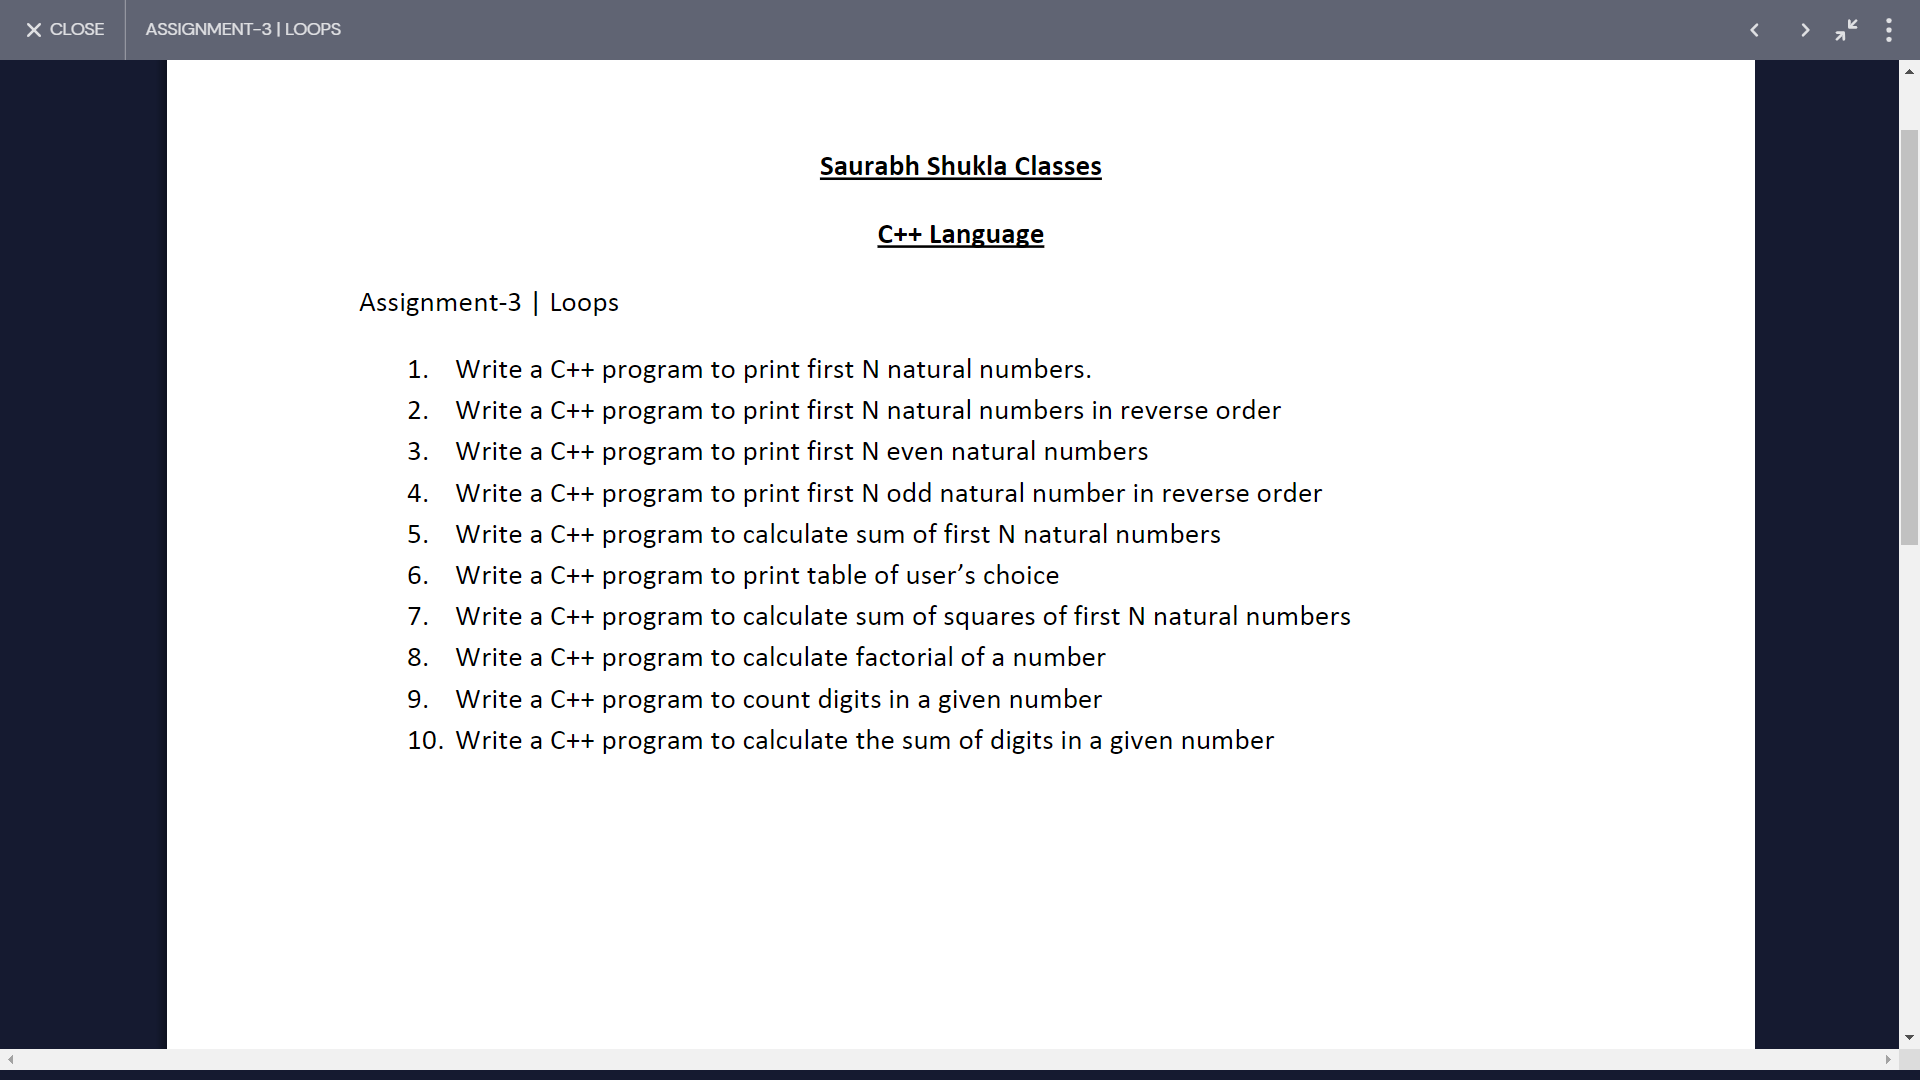 CLOSE
ASSIGNMENT-3 | LOOPS
Saurabh Shukla Classes
C++ Language
Assignment-3 | Loops
1. Write a C++ program to print first N natural numbers.
2. Write a C++ program to print first N natural numbers in reverse order
3. Write a C++ program to print first N even natural numbers
4. Write a C++ program to print first N odd natural number in reverse order
5. Write a C++ program to calculate sum of first N natural numbers
6. Write a C++ program to print table of user’s choice
7. Write a C++ program to calculate sum of squares of first N natural numbers
8. Write a C++ program to calculate factorial of a number
9. Write a C++ program to count digits in a given number
10. Write a C++ program to calculate the sum of digits in a given number